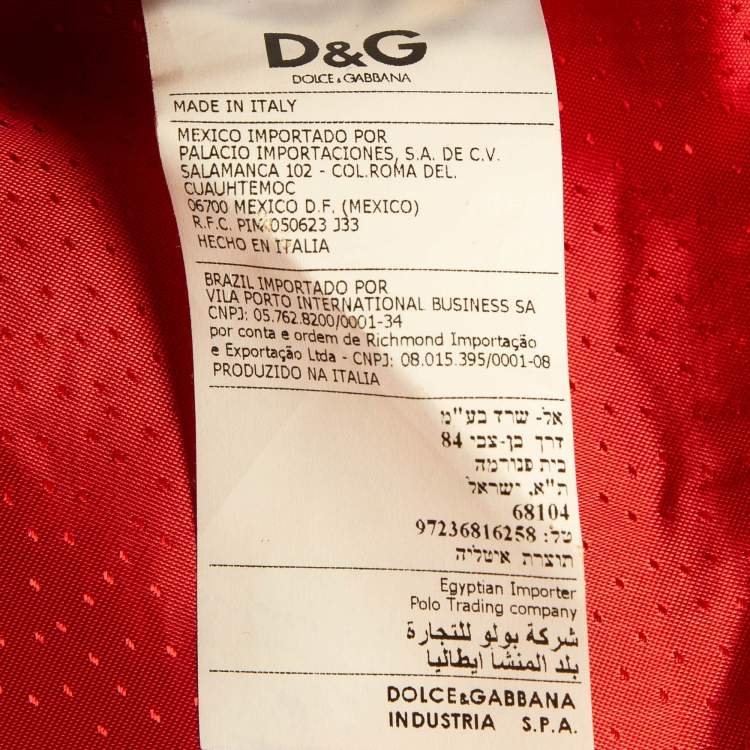 D&G
DOLCE & GABBANA
MADE IN ITALY
MEXICO IMPORTADO POR
PALACIO IMPORTACIONES, S.A. DE C.V.
SALAMANCA 102 - COL.ROMA DEL.
CUAUHTEMOC
06700 MEXICO D.F. (MEXICO)
R.F.C. PIM 050623 J33
HECHO EN ITALIA
BRAZIL IMPORTADO POR
VILA PORTO INTERNATIONAL BUSINESS SA
CNPJ: 05.762.8200/0001-34
por conta e ordem de Richmond Importação
e Exportação Ltda - CNPJ: 08.015.395/0001-08
PRODUZIDO NA ITALIA
אל- שרד בע"מ
דרך בן-צבי 84
בית פנורמה
ת"א, ישראל
68104
טל: 97236816258
תוצרת איטליה
Egyptian Importer
Polo Trading company
شركة بولو للتجارة
بلد المنشأ ايطاليا
DOLCE&GABBANA
INDUSTRIA S.P.A.